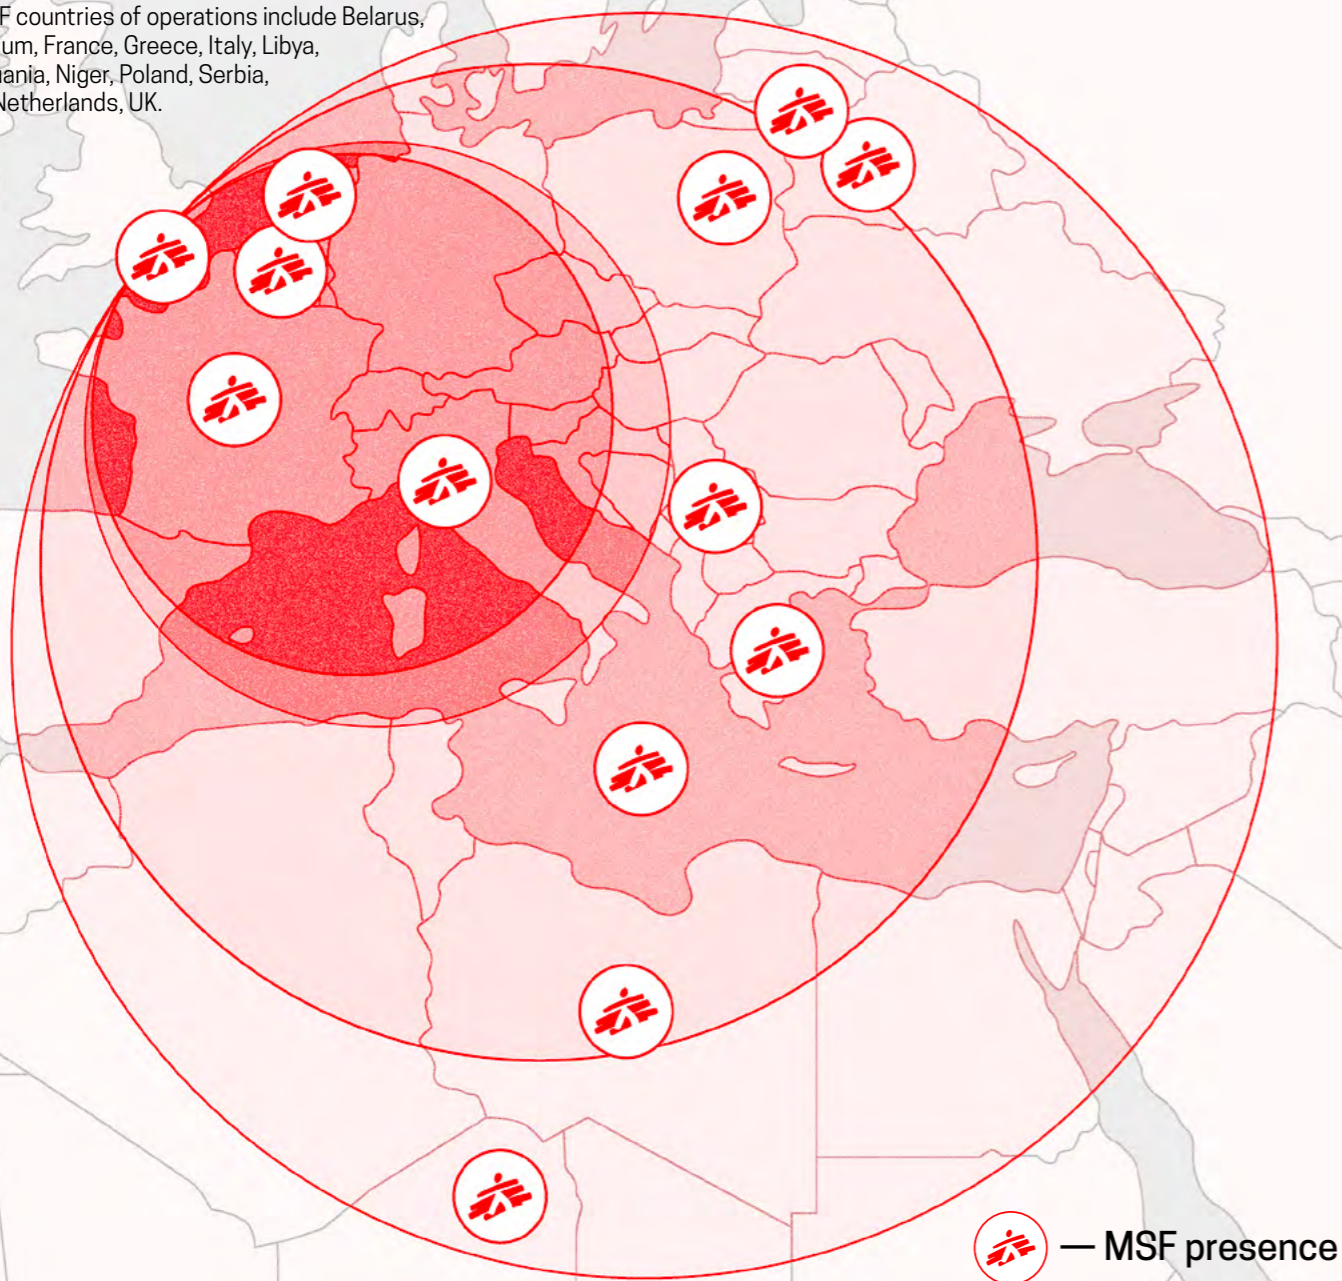 F countries of operations include Belarus,
um, France, Greece, Italy, Libya,
ania, Niger, Poland, Serbia,
Netherlands, UK.
— MSF presence